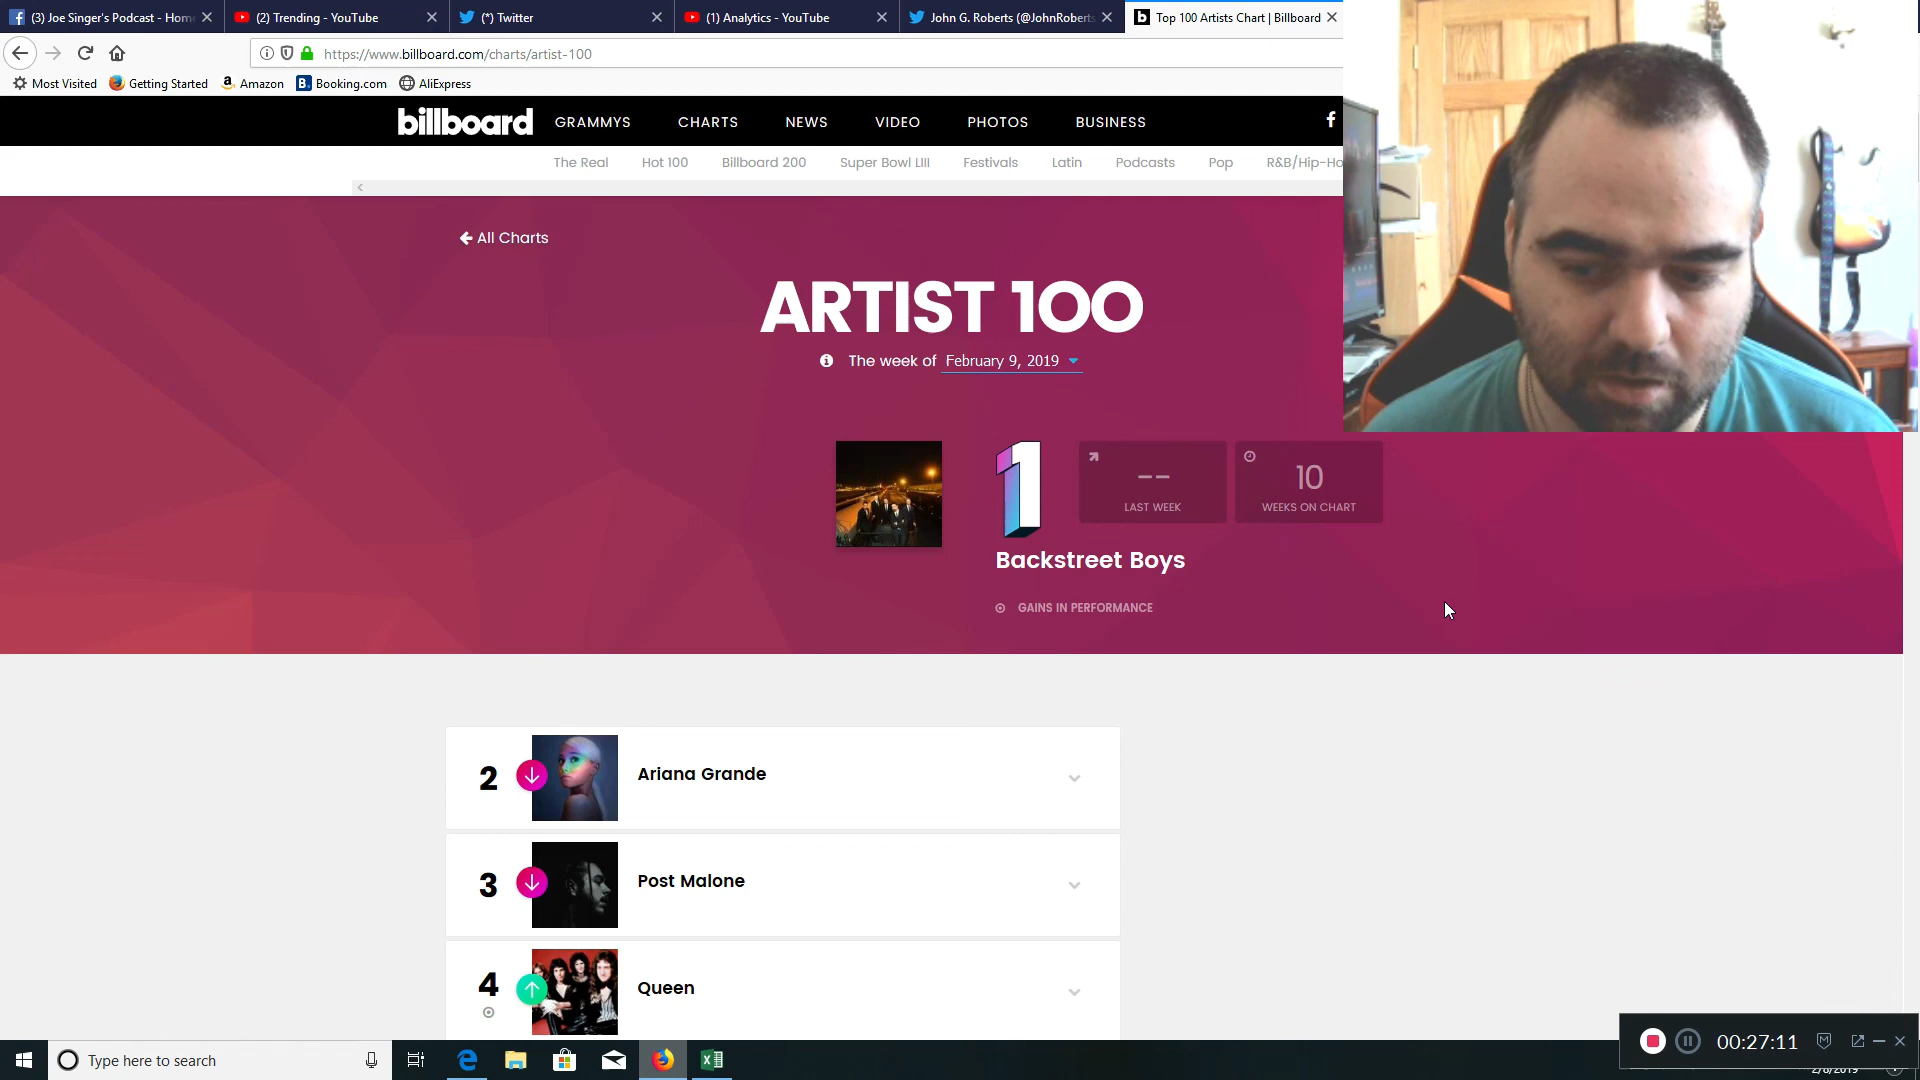 (3) Joe Singer's Podcast - Hom
(2) Trending - YouTube
(*) Twitter
(1) Analytics - YouTube
John G. Roberts (@JohnRoberts
Top 100 Artists Chart | Billboard
https://www.billboard.com/charts/artist-100
Most Visited
Getting Started
Amazon
Booking.com
AliExpress
billboard
GRAMMYS
CHARTS
NEWS
VIDEO
PHOTOS
BUSINESS
The Real
Hot 100
Billboard 200
Super Bowl LIII
Festivals
Latin
Podcasts
Pop
R&B/Hip-Ho
All Charts
ARTIST 100
The week of February 9, 2019
1
--
LAST WEEK
10
WEEKS ON CHART
Backstreet Boys
GAINS IN PERFORMANCE
2
Ariana Grande
3
Post Malone
4
Queen
Type here to search
00:27:11